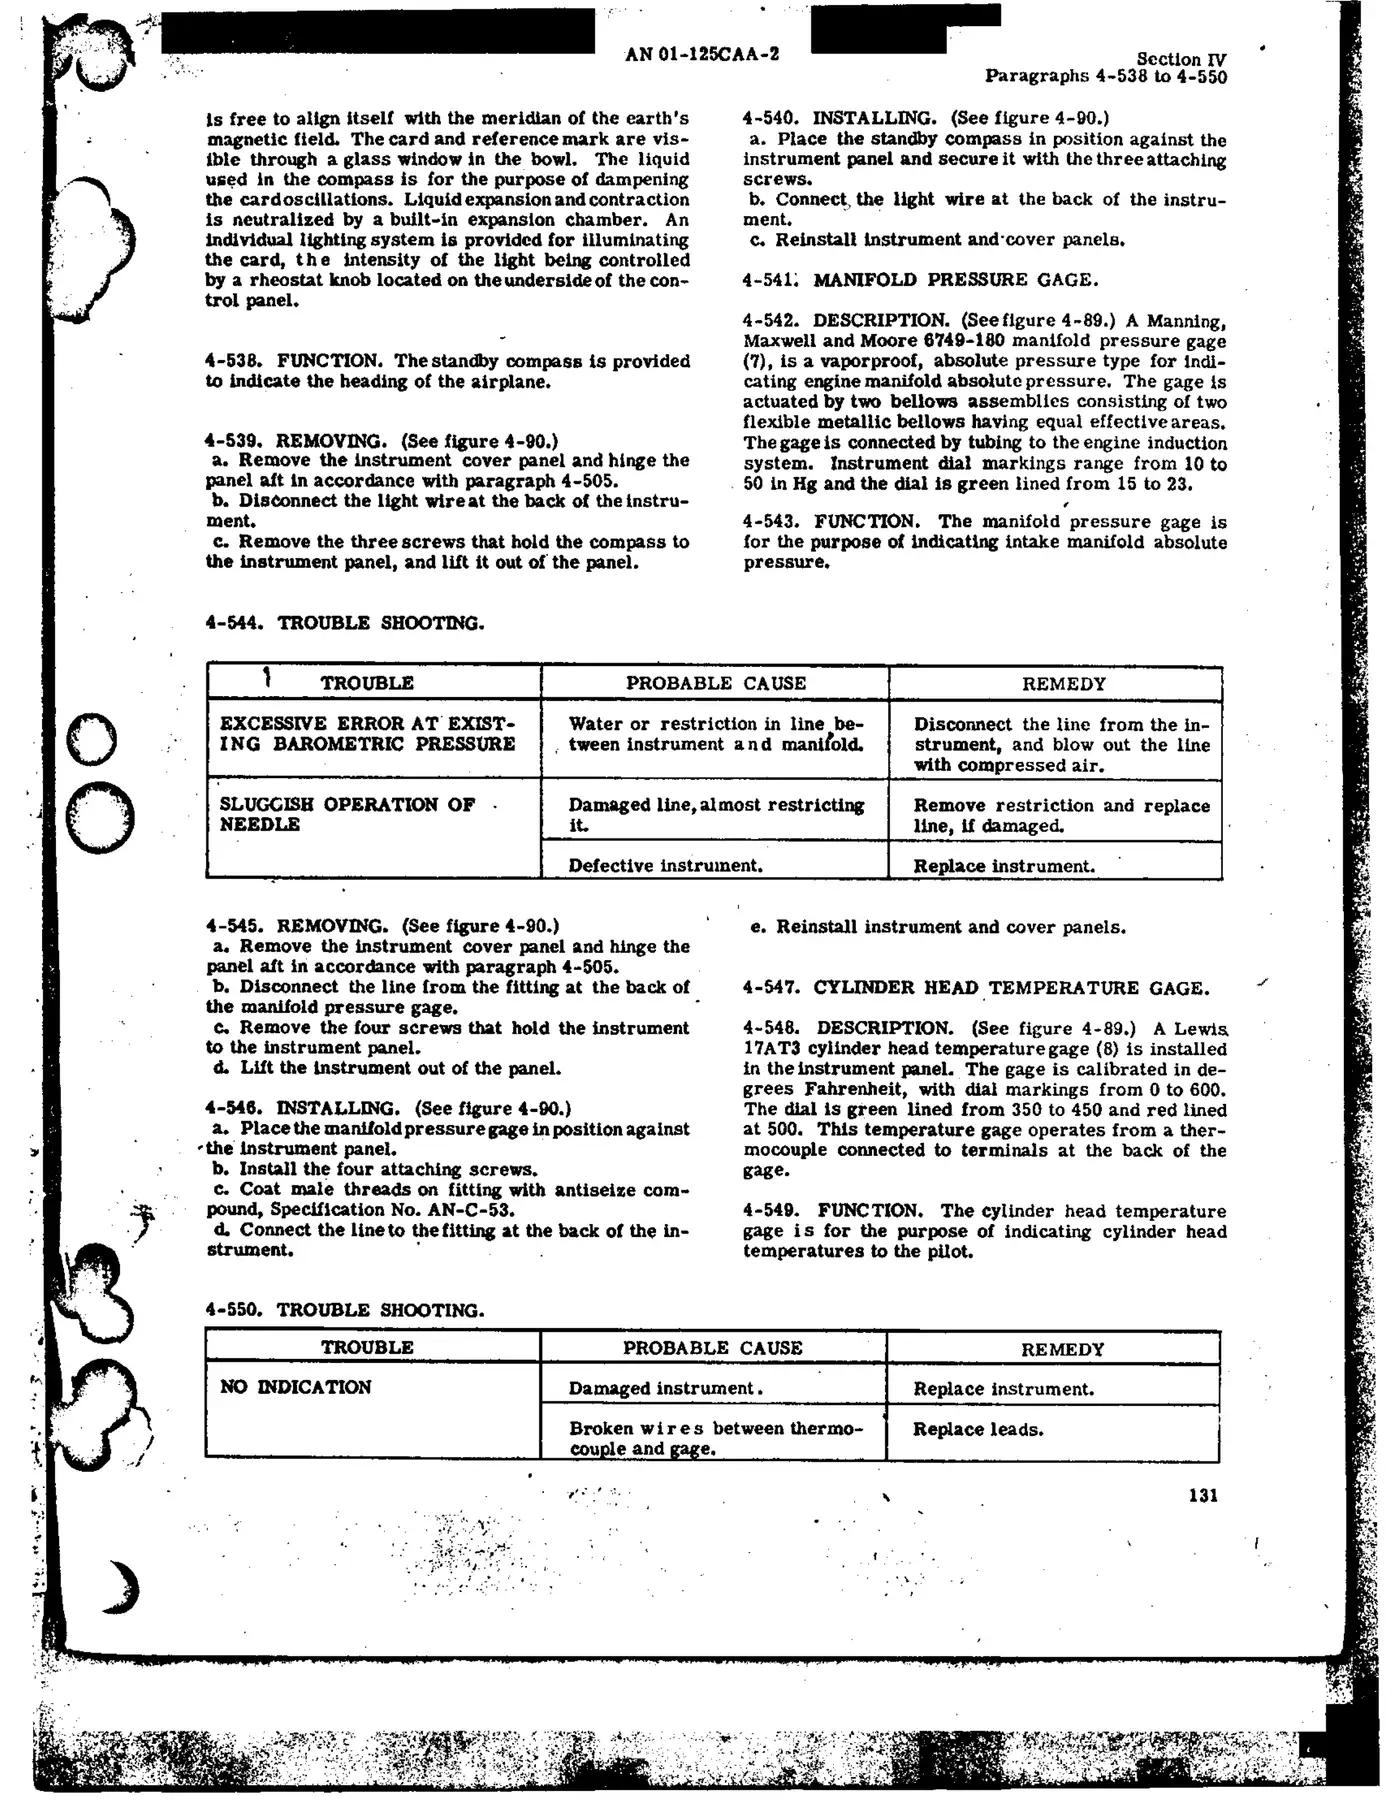 AN 01-125CAA-2
Section IV
Paragraphs 4-538 to 4-550
is free to align itself with the meridian of the earth's
magnetic field. The card and reference mark are vis-
ible through a glass window in the bowl. The liquid
used in the compass is for the purpose of dampening
the card oscillations. Liquid expansion and contraction
is neutralized by a built-in expansion chamber. An
individual lighting system is provided for illuminating
the card, the intensity of the light being controlled
by a rheostat knob located on the underside of the con-
trol panel.
4-538. FUNCTION. The standby compass is provided
to indicate the heading of the airplane.
4-539. REMOVING. (See figure 4-90.)
a. Remove the instrument cover panel and hinge the
panel aft in accordance with paragraph 4-505.
b. Disconnect the light wire at the back of the instru-
ment.
c. Remove the three screws that hold the compass to
the instrument panel, and lift it out of the panel.
4-540. INSTALLING. (See figure 4-90.)
a. Place the standby compass in position against the
instrument panel and secure it with the three attaching
screws.
b. Connect, the light wire at the back of the instru-
ment.
c. Reinstall instrument and cover panels.
4-541. MANIFOLD PRESSURE GAGE.
4-542. DESCRIPTION. (See figure 4-89.) A Manning,
Maxwell and Moore 6749-180 manifold pressure gage
(7), is a vaporproof, absolute pressure type for indi-
cating engine manifold absolute pressure. The gage is
actuated by two bellows assemblies consisting of two
flexible metallic bellows having equal effective areas.
The gage is connected by tubing to the engine induction
system. Instrument dial markings range from 10 to
50 in Hg and the dial is green lined from 15 to 23.
4-543. FUNCTION. The manifold pressure gage is
for the purpose of indicating intake manifold absolute
pressure.
4-544. TROUBLE SHOOTING.
TROUBLE PROBABLE CAUSE REMEDY
EXCESSIVE ERROR AT EXIST-
ING BAROMETRIC PRESSURE
Water or restriction in line be-
tween instrument and manifold.
Disconnect the line from the in-
strument, and blow out the line
with compressed air.
SLUGGISH OPERATION OF
NEEDLE
Damaged line, almost restricting
it.
Remove restriction and replace
line, if damaged.
Defective instrument.
Replace instrument.
4-545. REMOVING. (See figure 4-90.)
a. Remove the instrument cover panel and hinge the
panel aft in accordance with paragraph 4-505.
b. Disconnect the line from the fitting at the back of
the manifold pressure gage.
c. Remove the four screws that hold the instrument
to the instrument panel.
d. Lift the instrument out of the panel.
4-546. INSTALLING. (See figure 4-90.)
a. Place the manifold pressure gage in position against
the instrument panel.
b. Install the four attaching screws.
c. Coat male threads on fitting with antiseize com-
pound, Specification No. AN-C-53.
d. Connect the line to the fitting at the back of the in-
strument.
e. Reinstall instrument and cover panels.
4-547. CYLINDER HEAD TEMPERATURE GAGE.
4-548. DESCRIPTION. (See figure 4-89.) A Lewis
17AT3 cylinder head temperature gage (8) is installed
in the instrument panel. The gage is calibrated in de-
grees Fahrenheit, with dial markings from 0 to 600.
The dial is green lined from 350 to 450 and red lined
at 500. This temperature gage operates from a ther-
mocouple connected to terminals at the back of the
gage.
4-549. FUNCTION. The cylinder head temperature
gage is for the purpose of indicating cylinder head
temperatures to the pilot.
4-550. TROUBLE SHOOTING.
TROUBLE PROBABLE CAUSE REMEDY
NO INDICATION
Damaged instrument.
Replace instrument.
Broken wires between thermo-
couple and gage.
Replace leads.
131